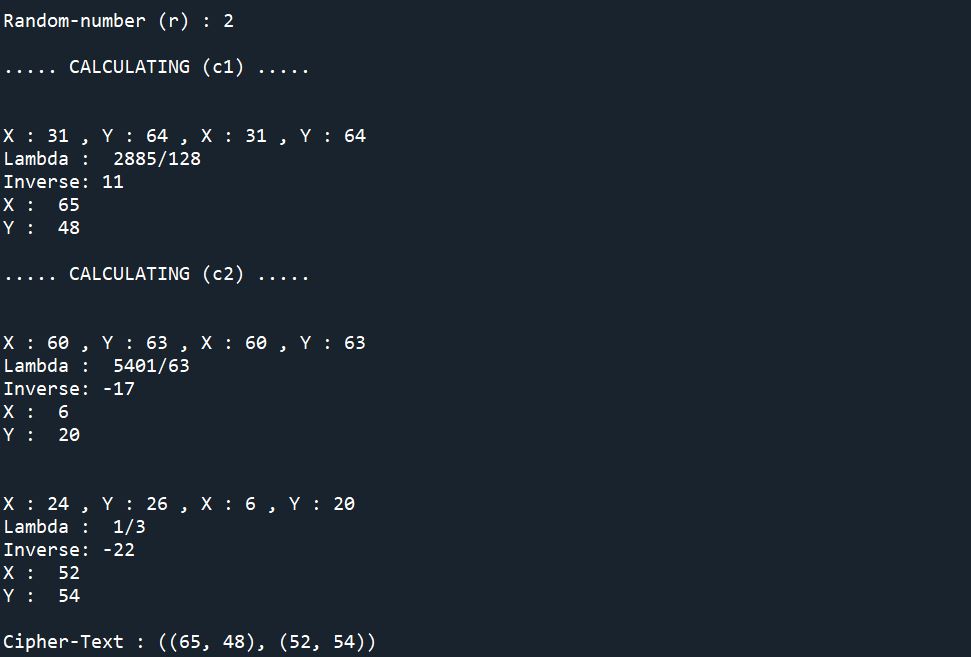 Random-number (r) : 2
..... CALCULATING (c1) .....
X : 31 , Y : 64 , X : 31 , Y : 64
Lambda :  2885/128
Inverse: 11
X :  65
Y :  48
..... CALCULATING (c2) .....
X : 60 , Y : 63 , X : 60 , Y : 63
Lambda :  5401/63
Inverse: -17
X :  6
Y :  20
X : 24 , Y : 26 , X : 6 , Y : 20
Lambda :  1/3
Inverse: -22
X :  52
Y :  54
Cipher-Text : ((65, 48), (52, 54))